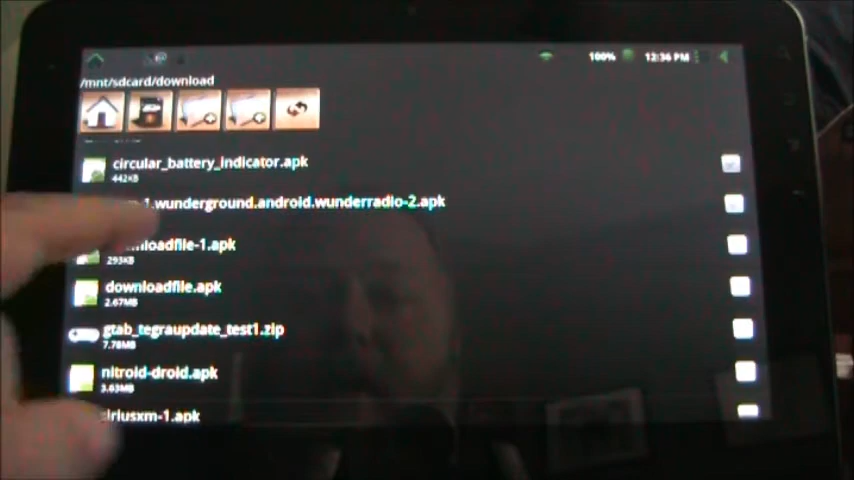 100% 12:36 PM
/mnt/sdcard/download
circular_battery_indicator.apk
442KB
m-1.wunderground.android.wunderradio-2.apk
nloadfile-1.apk
293KB
downloadfile.apk
2.67MB
gtab_tegraupdate_test1.zip
7.78MB
nitroid-droid.apk
3.63MB
siriusxm-1.apk